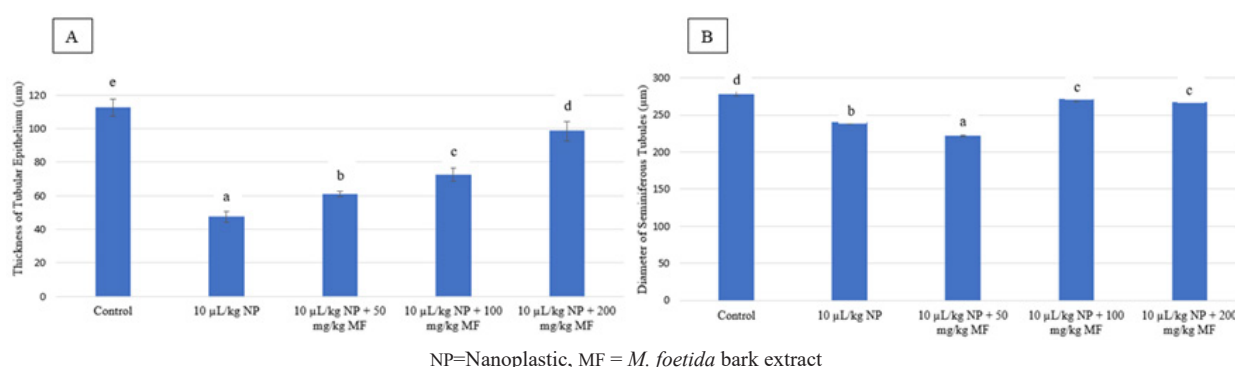 A
Thickness of Tubular Epithelium (µm)
120
100
80
60
40
20
0
e
a
b
c
d
Control
10 µL/kg NP
10 µL/kg NP + 50
mg/kg MF
10 µL/kg NP + 100
mg/kg MF
10 µL/kg NP + 200
mg/kg MF
B
Diameter of Seminiferous Tubules (µm)
300
250
200
150
100
50
0
d
b
a
c
c
Control
10 µL/kg NP
10 µL/kg NP + 50
mg/kg MF
10 µL/kg NP + 100
mg/kg MF
10 µL/kg NP + 200
mg/kg MF
NP=Nanoplastic, MF = M. foetida bark extract